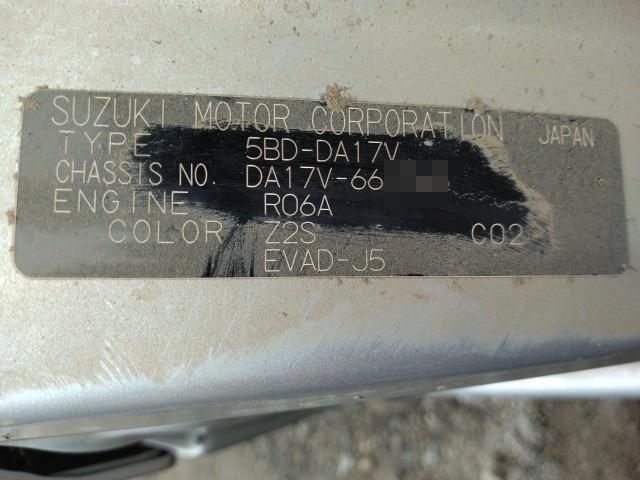 SUZUKI MOTOR CORPORATION JAPAN
TYPE 5BD-DA17V
CHASSIS NO. DA17V-66
ENGINE R06A
COLOR Z2S C02
EVAD-J5